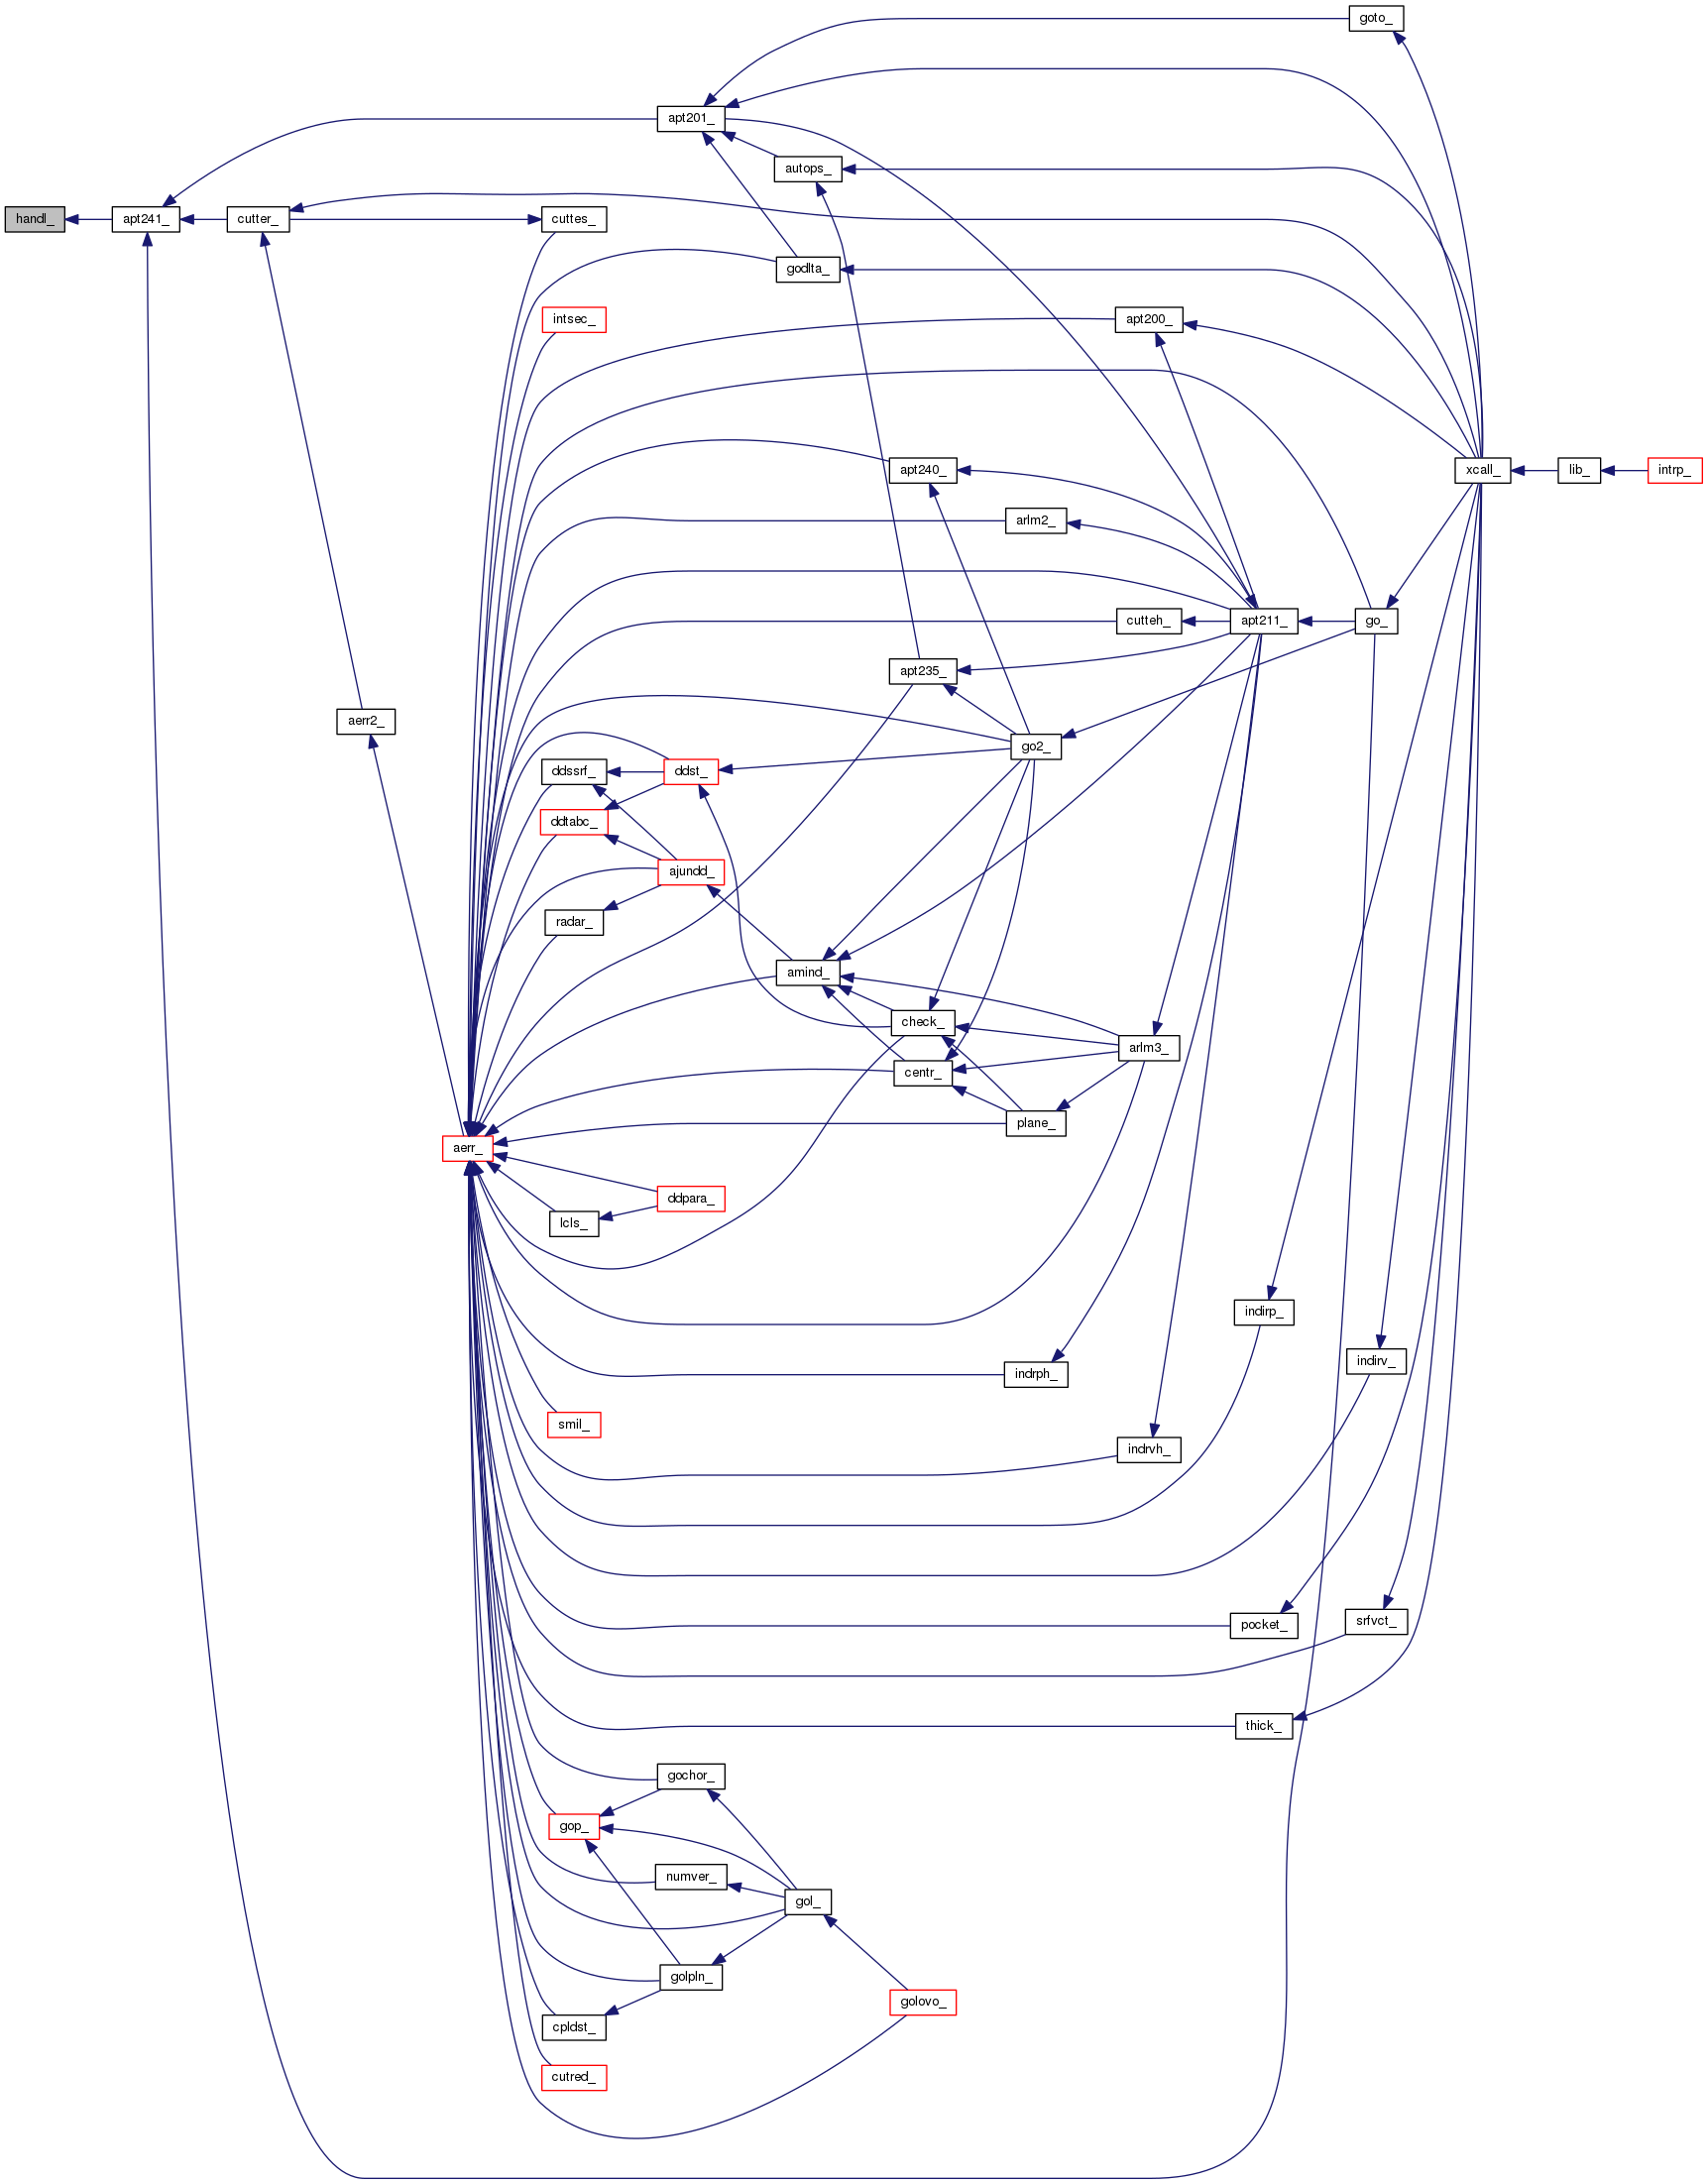 goto_
apt201_
autops_
handl_
apt241_
cutter_
cuttes_
godlta_
intsec_
apt200_
apt240_
xcall_
lib_
intrp_
arlm2_
cutteh_
apt211_
go_
apt235_
aerr2_
go2_
ddssrf_
ddst_
ddtabc_
ajundd_
radar_
amind_
check_
arlm3_
centr_
plane_
aerr_
ddpara_
lcls_
indirp_
indirv_
indrph_
smil_
indrvh_
pocket_
srfvct_
thick_
gochor_
gop_
numver_
gol_
golpln_
golovo_
cpldst_
cutred_